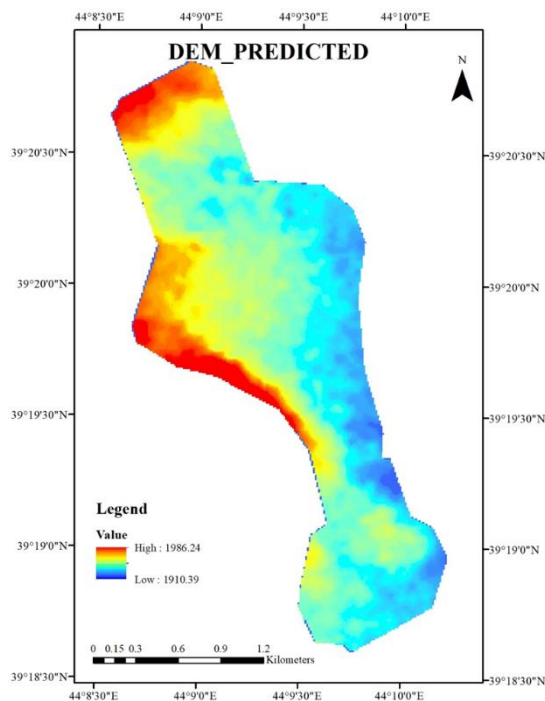 44°8'30"E 44°9'0"E 44°9'30"E 44°10'0"E
DEM_PREDICTED
N
39°20'30"N 39°20'30"N
39°20'0"N 39°20'0"N
39°19'30"N 39°19'30"N
39°19'0"N 39°19'0"N
39°18'30"N 39°18'30"N
Legend
Value
High : 1986.24
Low : 1910.39
0 0.15 0.3 0.6 0.9 1.2
Kilometers
44°8'30"E 44°9'0"E 44°9'30"E 44°10'0"E